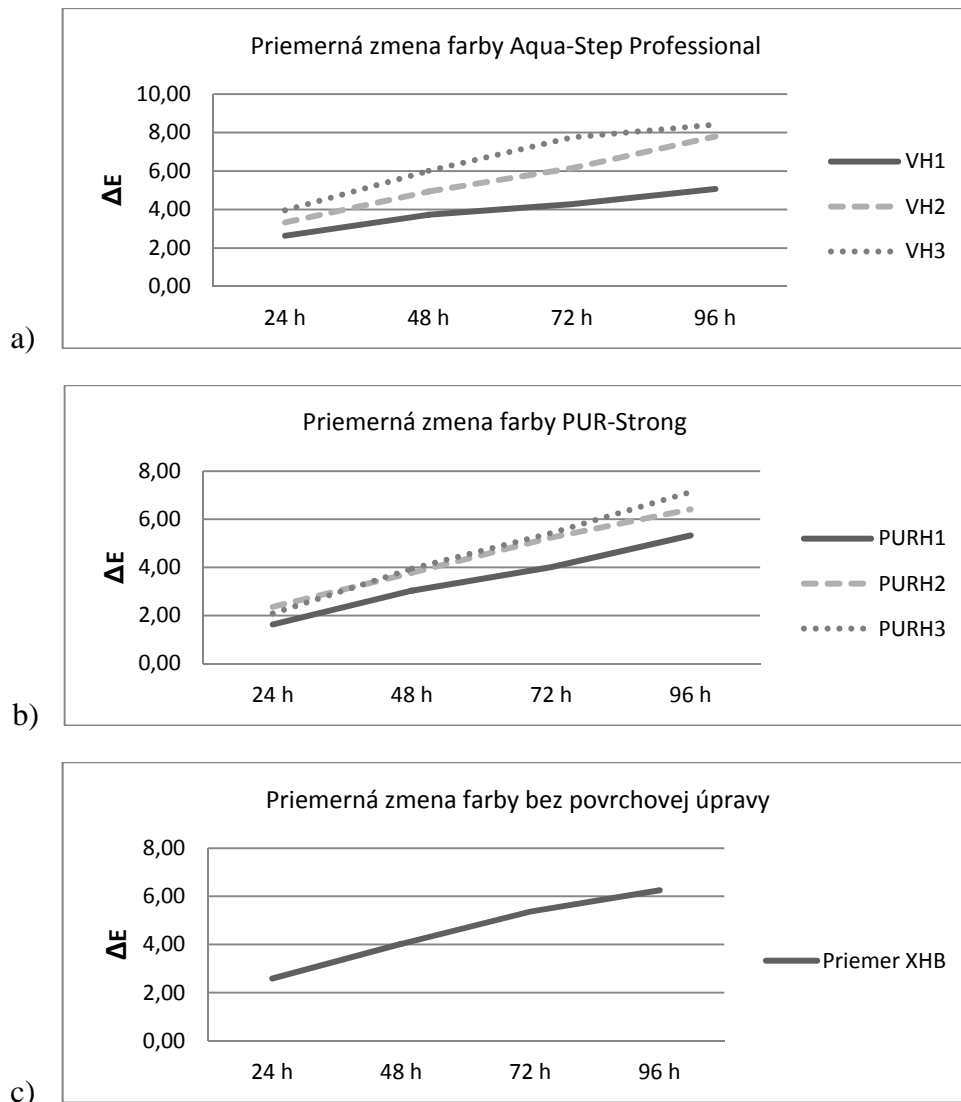 Priemerná zmena farby Aqua-Step Professional
10,00
8,00
6,00
4,00
2,00
0,00
ΔE
24 h 48 h 72 h 96 h
VH1
VH2
VH3
a)
Priemerná zmena farby PUR-Strong
8,00
6,00
4,00
2,00
0,00
ΔE
24 h 48 h 72 h 96 h
PURH1
PURH2
PURH3
b)
Priemerná zmena farby bez povrchovej úpravy
8,00
6,00
4,00
2,00
0,00
ΔE
24 h 48 h 72 h 96 h
Priemer XHB
c)